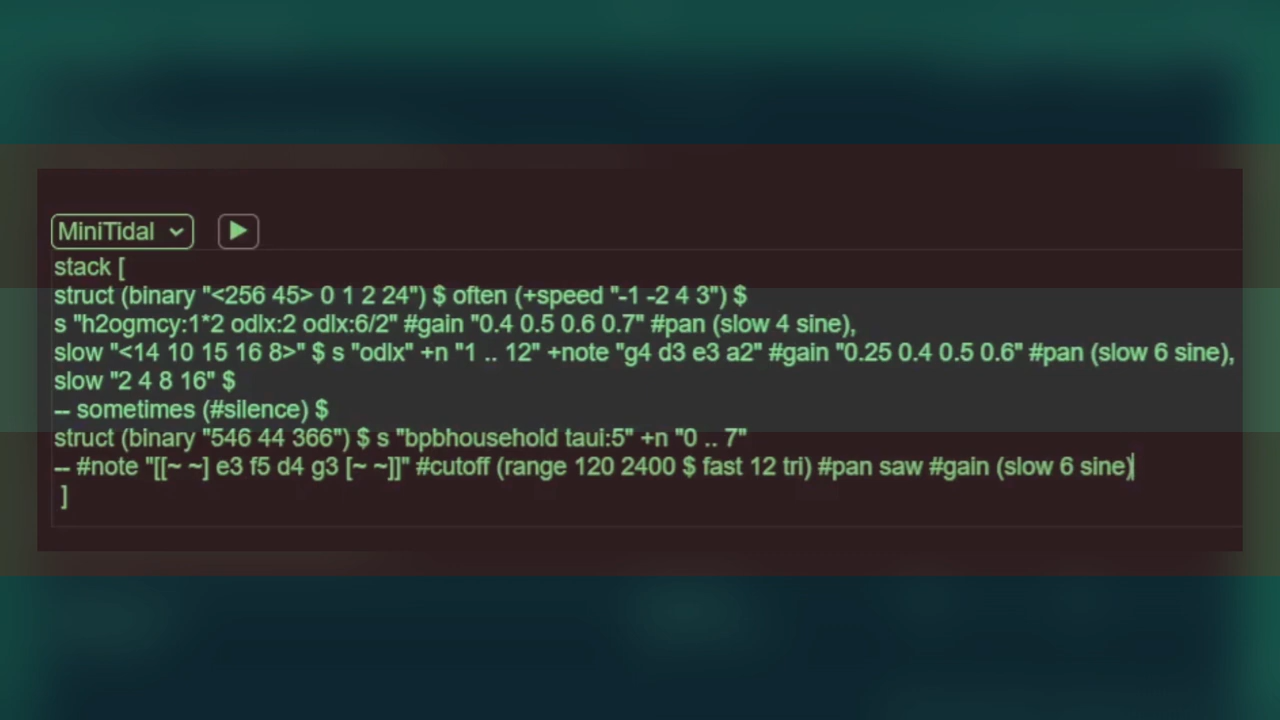 MiniTidal
stack [
struct (binary "<256 45> 0 1 2 24") $ often (+speed "-1 -2 4 3") $
s "h2ogmcy:1*2 odlx:2 odlx:6/2" #gain "0.4 0.5 0.6 0.7" #pan (slow 4 sine),
slow "<14 10 15 16 8>" $ s "odlx" +n "1 .. 12" +note "g4 d3 e3 a2" #gain "0.25 0.4 0.5 0.6" #pan (slow 6 sine),
slow "2 4 8 16" $
-- sometimes (#silence) $
struct (binary "546 44 366") $ s "bpbhousehold taui:5" +n "0 .. 7"
-- #note "[[~ ~] e3 f5 d4 g3 [~ ~]]" #cutoff (range 120 2400 $ fast 12 tri) #pan saw #gain (slow 6 sine)
]